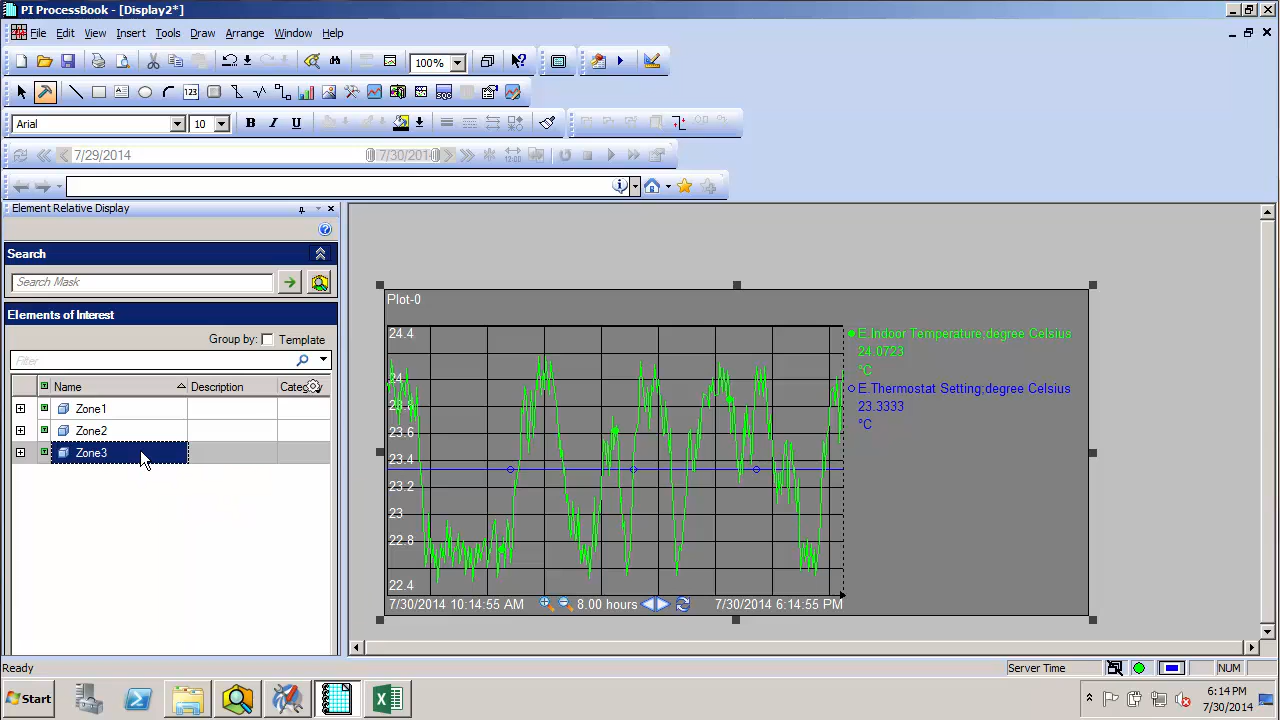 PI ProcessBook - [Display2*]
File Edit View Insert Tools Draw Arrange Window Help
100%
123
SQC
Arial 10 B I U
7/29/2014 7/30/2014
12:00
Element Relative Display
Search
Search Mask
Elements of Interest
Group by: Template
Filter
Name Description
Zone1
Zone2
Zone3
Plot-0
24.4
24
23.8
23.6
23.4
23.2
23
22.8
22.4
E.Indoor Temperature;degree Celsius
24.0723
°C
E.Thermostat Setting;degree Celsius
23.3333
°C
7/30/2014 10:14:55 AM 8.00 hours 7/30/2014 6:14:55 PM
Ready Server Time NUM
Start 6:14 PM
7/30/2014